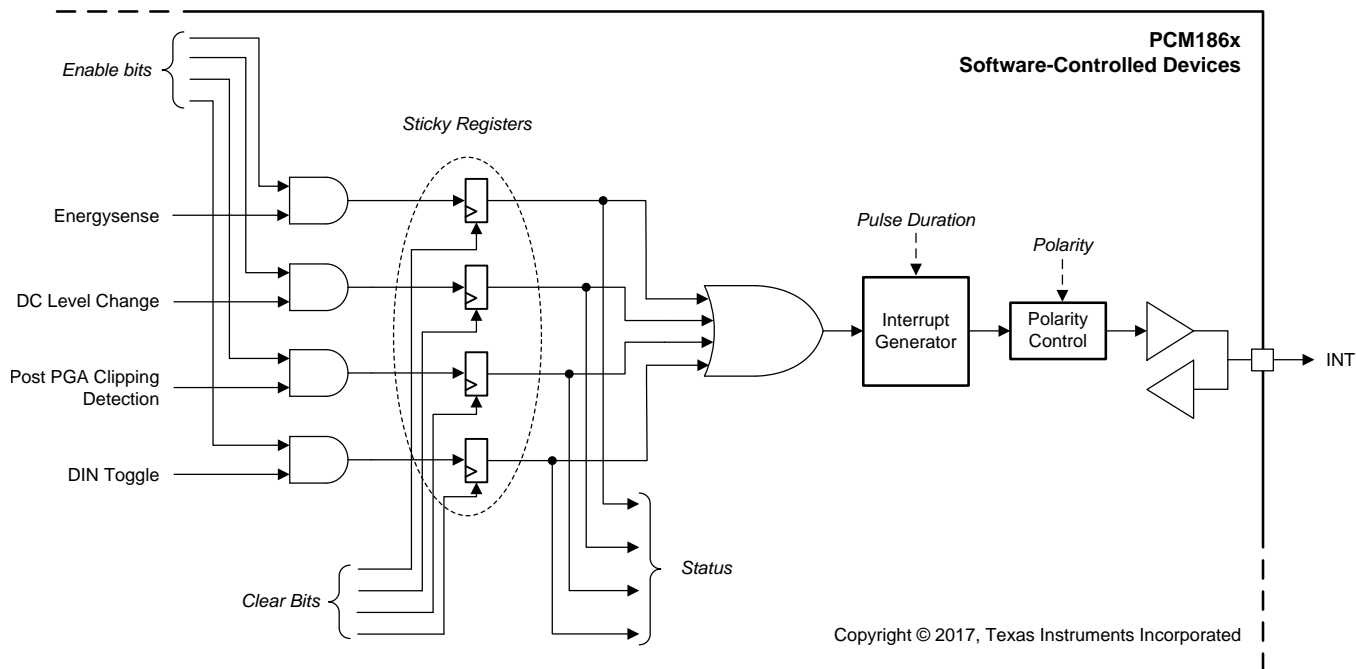 PCM186x
Software-Controlled Devices
Enable bits
Sticky Registers
Energysense
Pulse Duration
Polarity
DC Level Change
Interrupt
Generator
Polarity
Control
INT
Post PGA Clipping
Detection
DIN Toggle
Status
Clear Bits
Copyright © 2017, Texas Instruments Incorporated